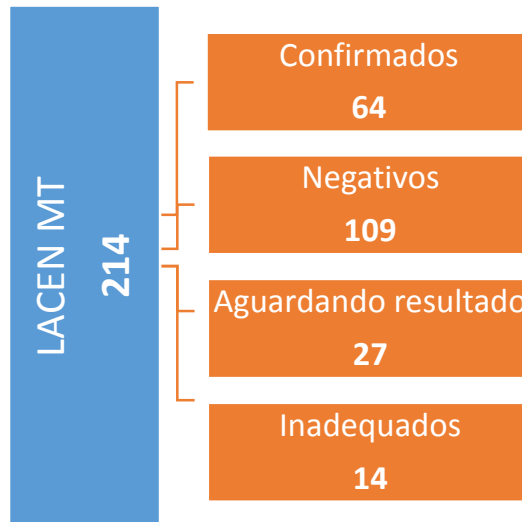 LACEN MT
214
Confirmados
64
Negativos
109
Aguardando resultado
27
Inadequados
14